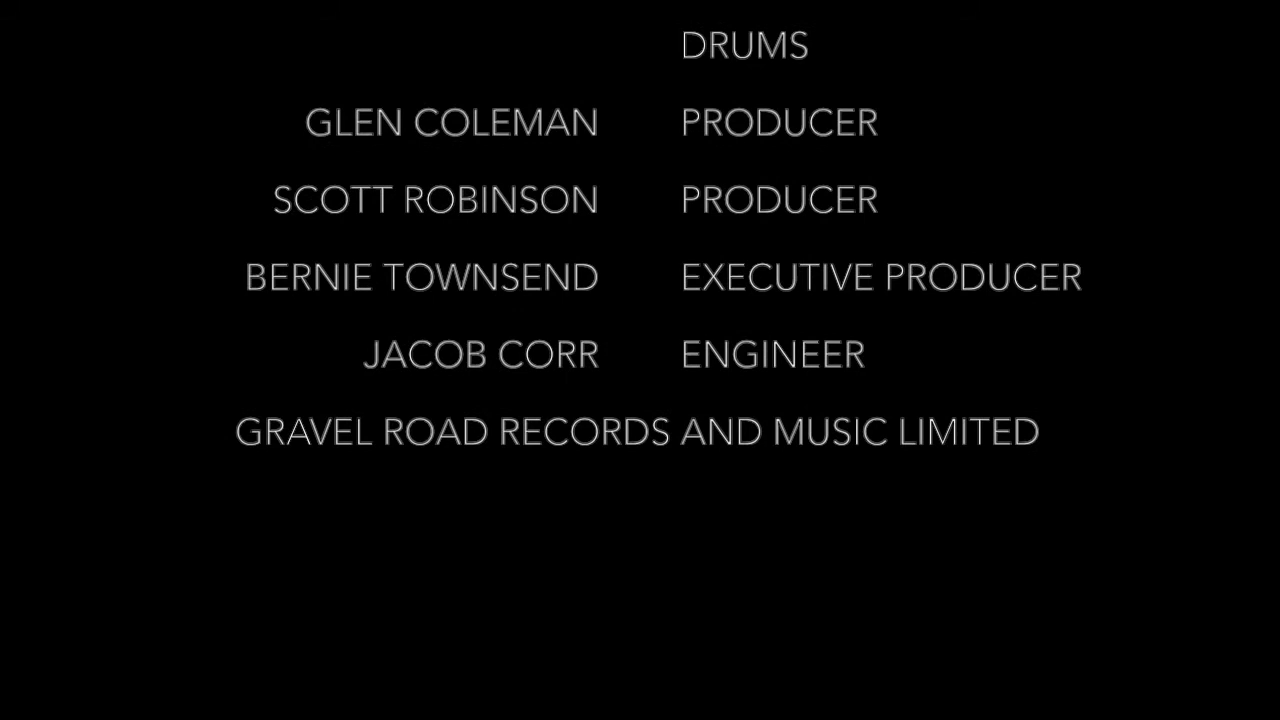 DRUMS
GLEN COLEMAN PRODUCER
SCOTT ROBINSON PRODUCER
BERNIE TOWNSEND EXECUTIVE PRODUCER
JACOB CORR ENGINEER
GRAVEL ROAD RECORDS AND MUSIC LIMITED